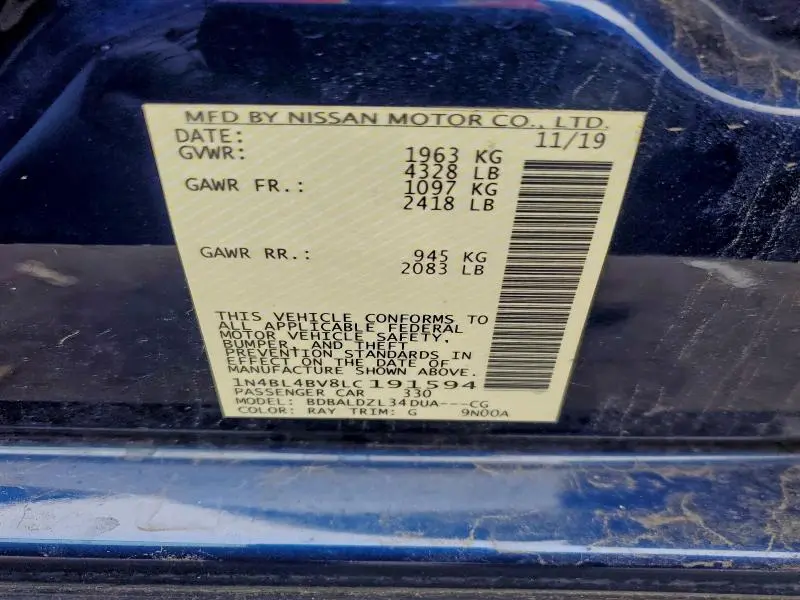 MFD BY NISSAN MOTOR CO., LTD.
DATE: 11/19
GVWR: 1963 KG
4328 LB
GAWR FR.: 1097 KG
2418 LB
GAWR RR.: 945 KG
2083 LB
THIS VEHICLE CONFORMS TO
ALL APPLICABLE FEDERAL
MOTOR VEHICLE SAFETY,
BUMPER, AND THEFT
PREVENTION STANDARDS IN
EFFECT ON THE DATE OF
MANUFACTURE SHOWN ABOVE.
1N4BL4BV8LC191594
PASSENGER CAR 330
MODEL: BDBALDZL34DUA---CG
COLOR: RAY TRIM: G 9N00A